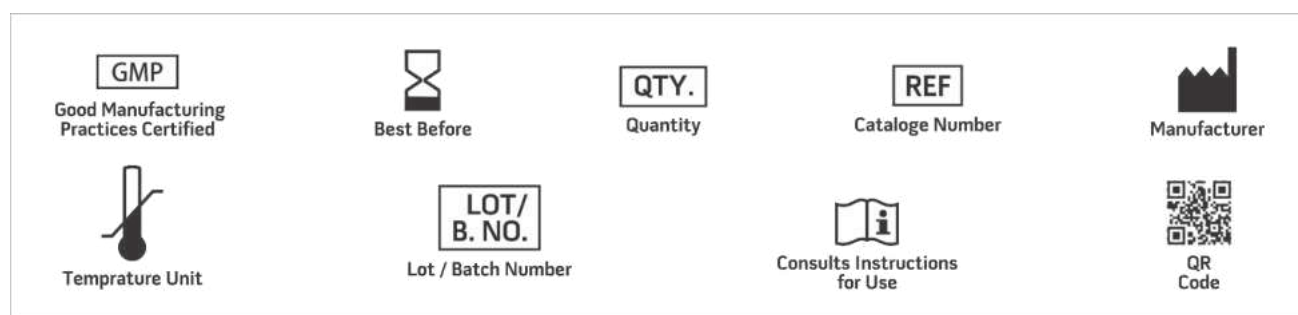 GMP
Good Manufacturing
Practices Certified
Best Before
QTY.
Quantity
REF
Cataloge Number
Manufacturer
Temprature Unit
LOT/
B. NO.
Lot / Batch Number
i
Consults Instructions
for Use
QR
Code